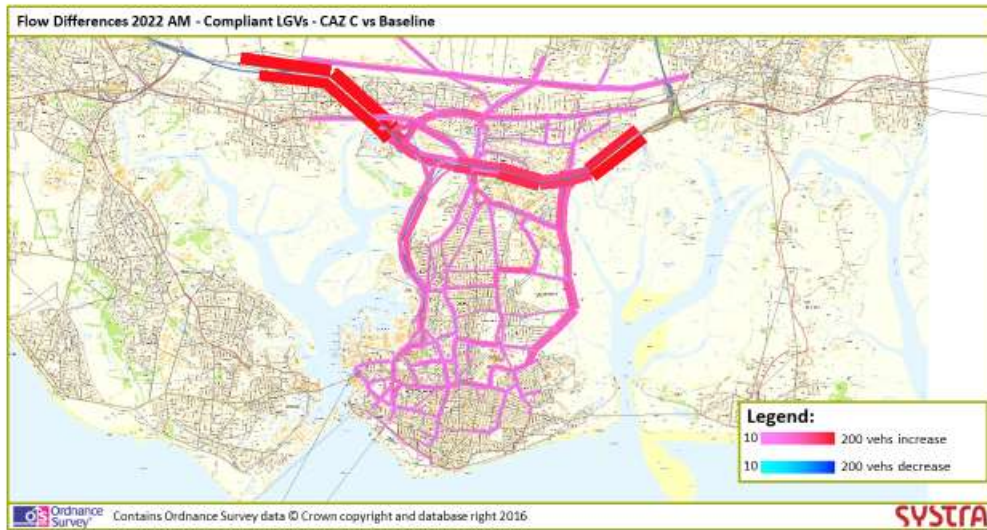 Flow Differences 2022 AM - Compliant LGVs - CAZ C vs Baseline
Legend:
10 200 vehs increase
10 200 vehs decrease
OS Ordnance Survey® Contains Ordnance Survey data © Crown copyright and database right 2016
SYSTRA